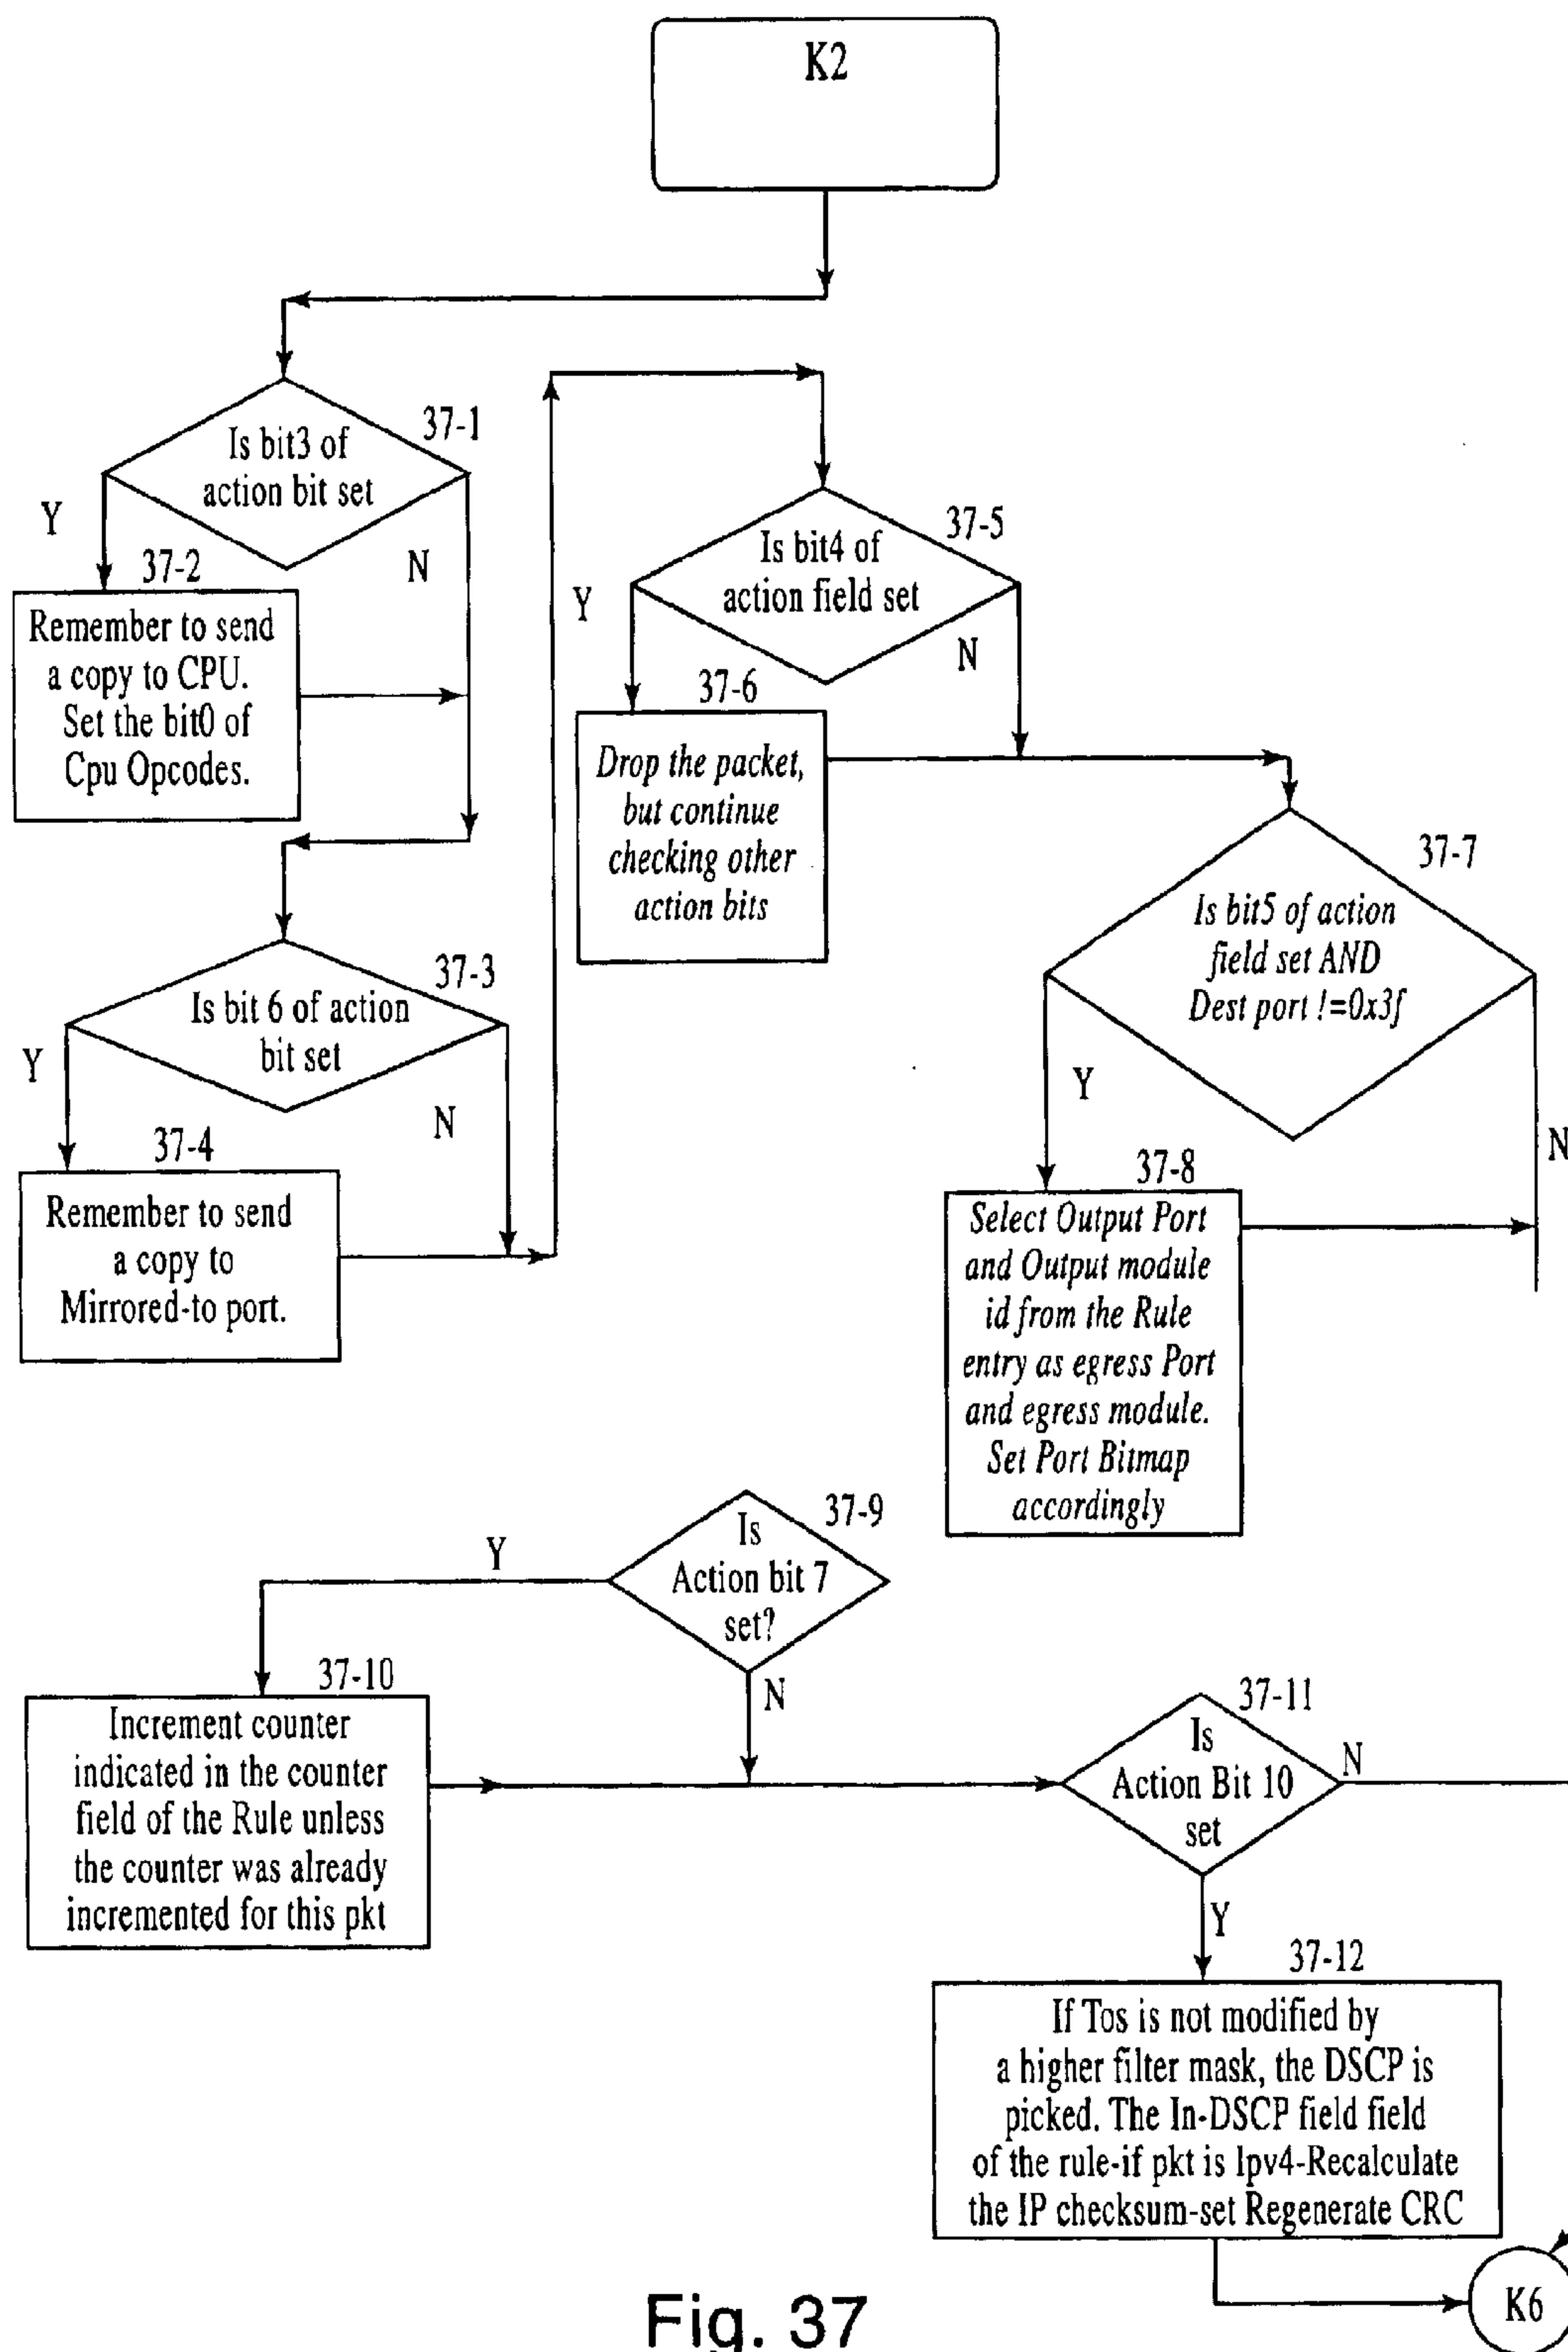 K2
37-1
Is bit3 of
action bit set
Y
N
37-2
Remember to send
a copy to CPU.
Set the bit0 of
Cpu Opcodes.
37-3
Is bit 6 of action
bit set
Y
N
37-4
Remember to send
a copy to
Mirrored-to port.
37-5
Is bit4 of
action field set
Y
N
37-6
Drop the packet,
but continue
checking other
action bits
37-7
Is bit5 of action
field set AND
Dest port !=0x3f
Y
N
37-8
Select Output Port
and Output module
id from the Rule
entry as egress Port
and egress module.
Set Port Bitmap
accordingly
37-9
Is
Action bit 7
set?
Y
N
37-10
Increment counter
indicated in the counter
field of the Rule unless
the counter was already
incremented for this pkt
37-11
Is
Action Bit 10
set
N
Y
37-12
If Tos is not modified by
a higher filter mask, the DSCP is
picked. The In-DSCP field field
of the rule-if pkt is Ipv4-Recalculate
the IP checksum-set Regenerate CRC
K6
Fig. 37